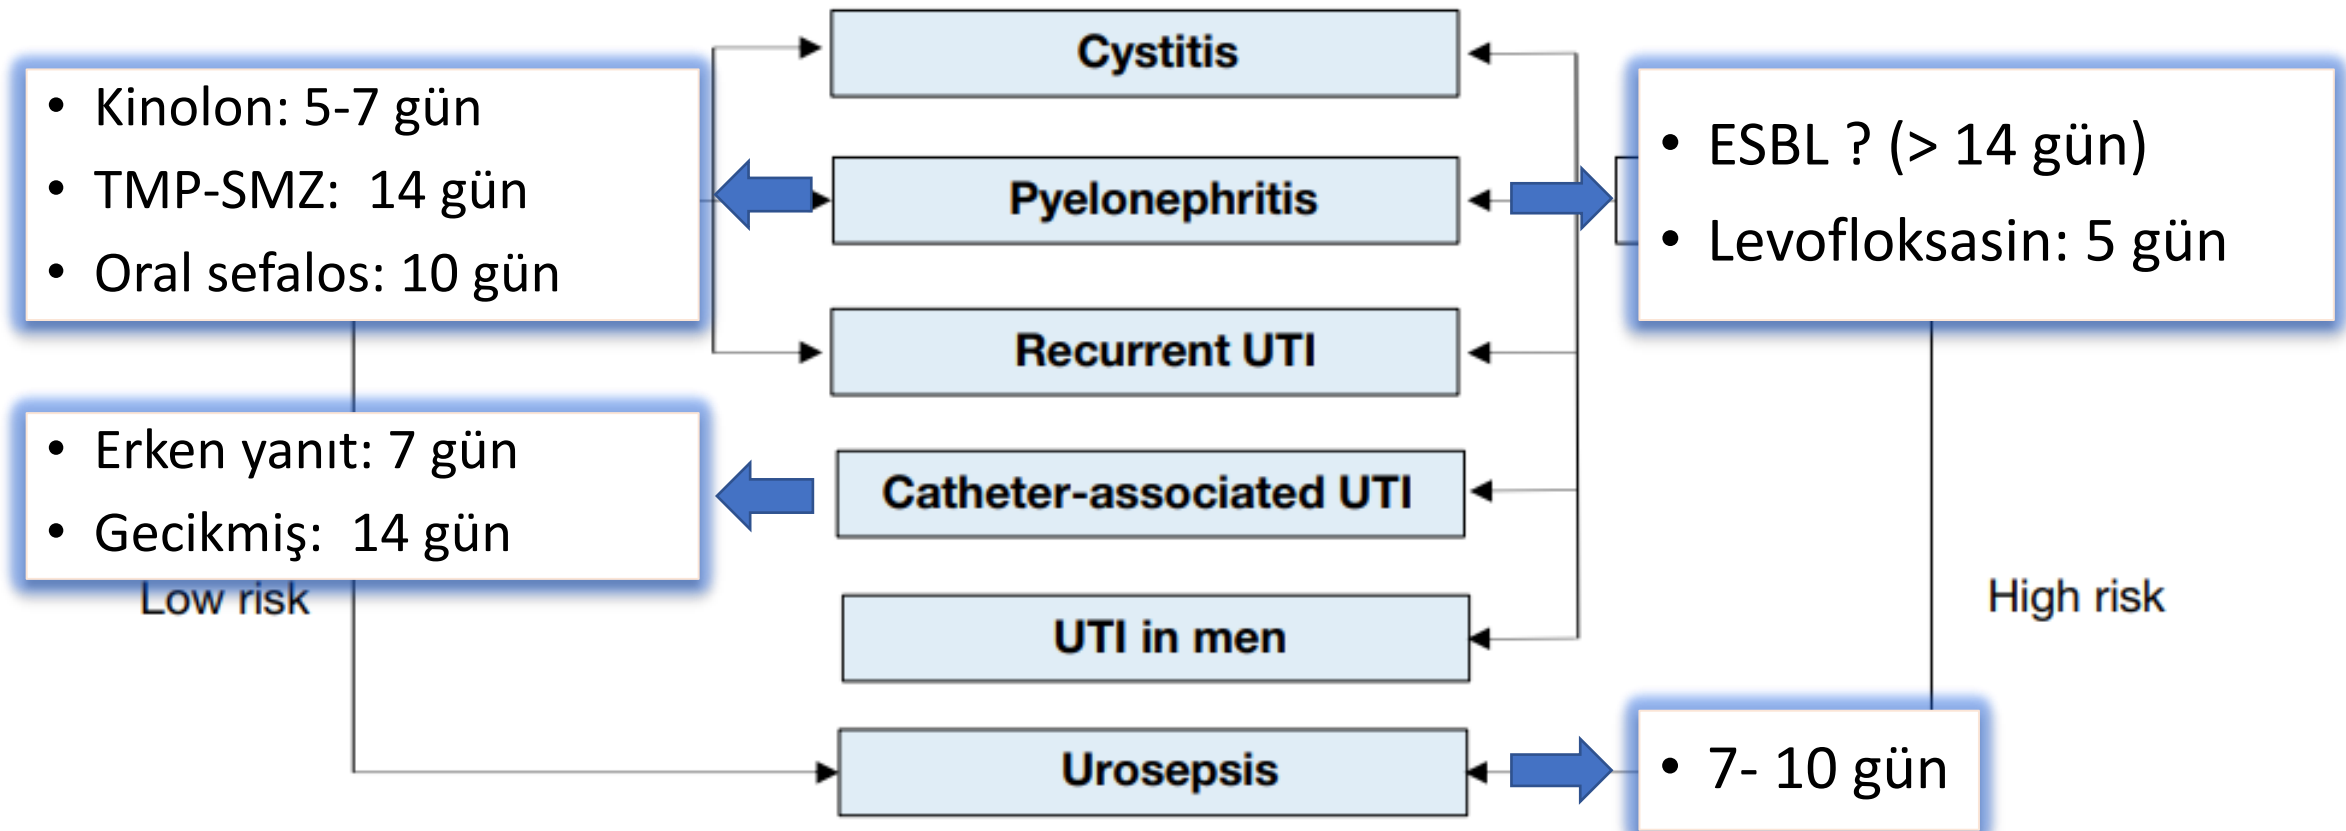 Cystitis
• Kinolon: 5-7 gün
• TMP-SMZ: 14 gün
• Oral sefalos: 10 gün
Pyelonephritis
• ESBL ? (> 14 gün)
• Levofloksasin: 5 gün
Recurrent UTI
• Erken yanıt: 7 gün
• Gecikmiş: 14 gün
Catheter-associated UTI
Low risk
High risk
UTI in men
Urosepsis
• 7- 10 gün